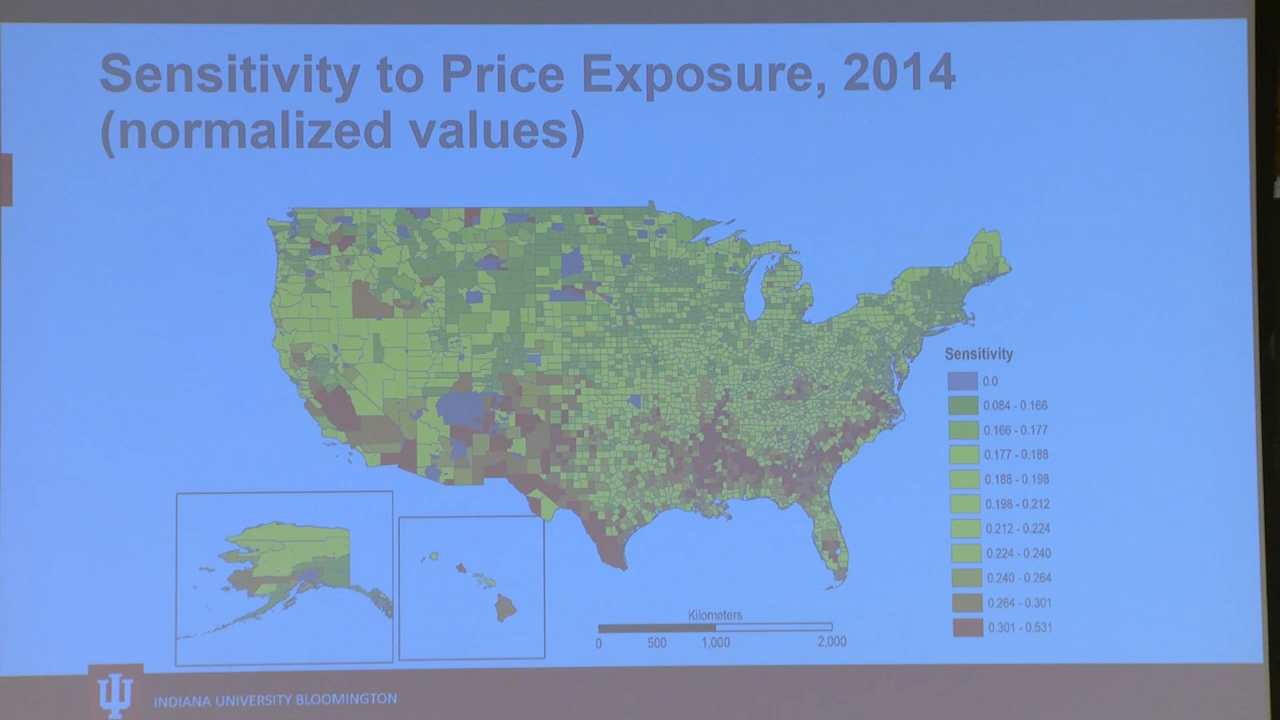 Sensitivity to Price Exposure, 2014
(normalized values)
Sensitivity
0.0
0.084 - 0.166
0.166 - 0.177
0.177 - 0.188
0.188 - 0.198
0.198 - 0.212
0.212 - 0.224
0.224 - 0.240
0.240 - 0.264
0.264 - 0.301
0.301 - 0.531
Kilometers
0 500 1,000 2,000
INDIANA UNIVERSITY BLOOMINGTON